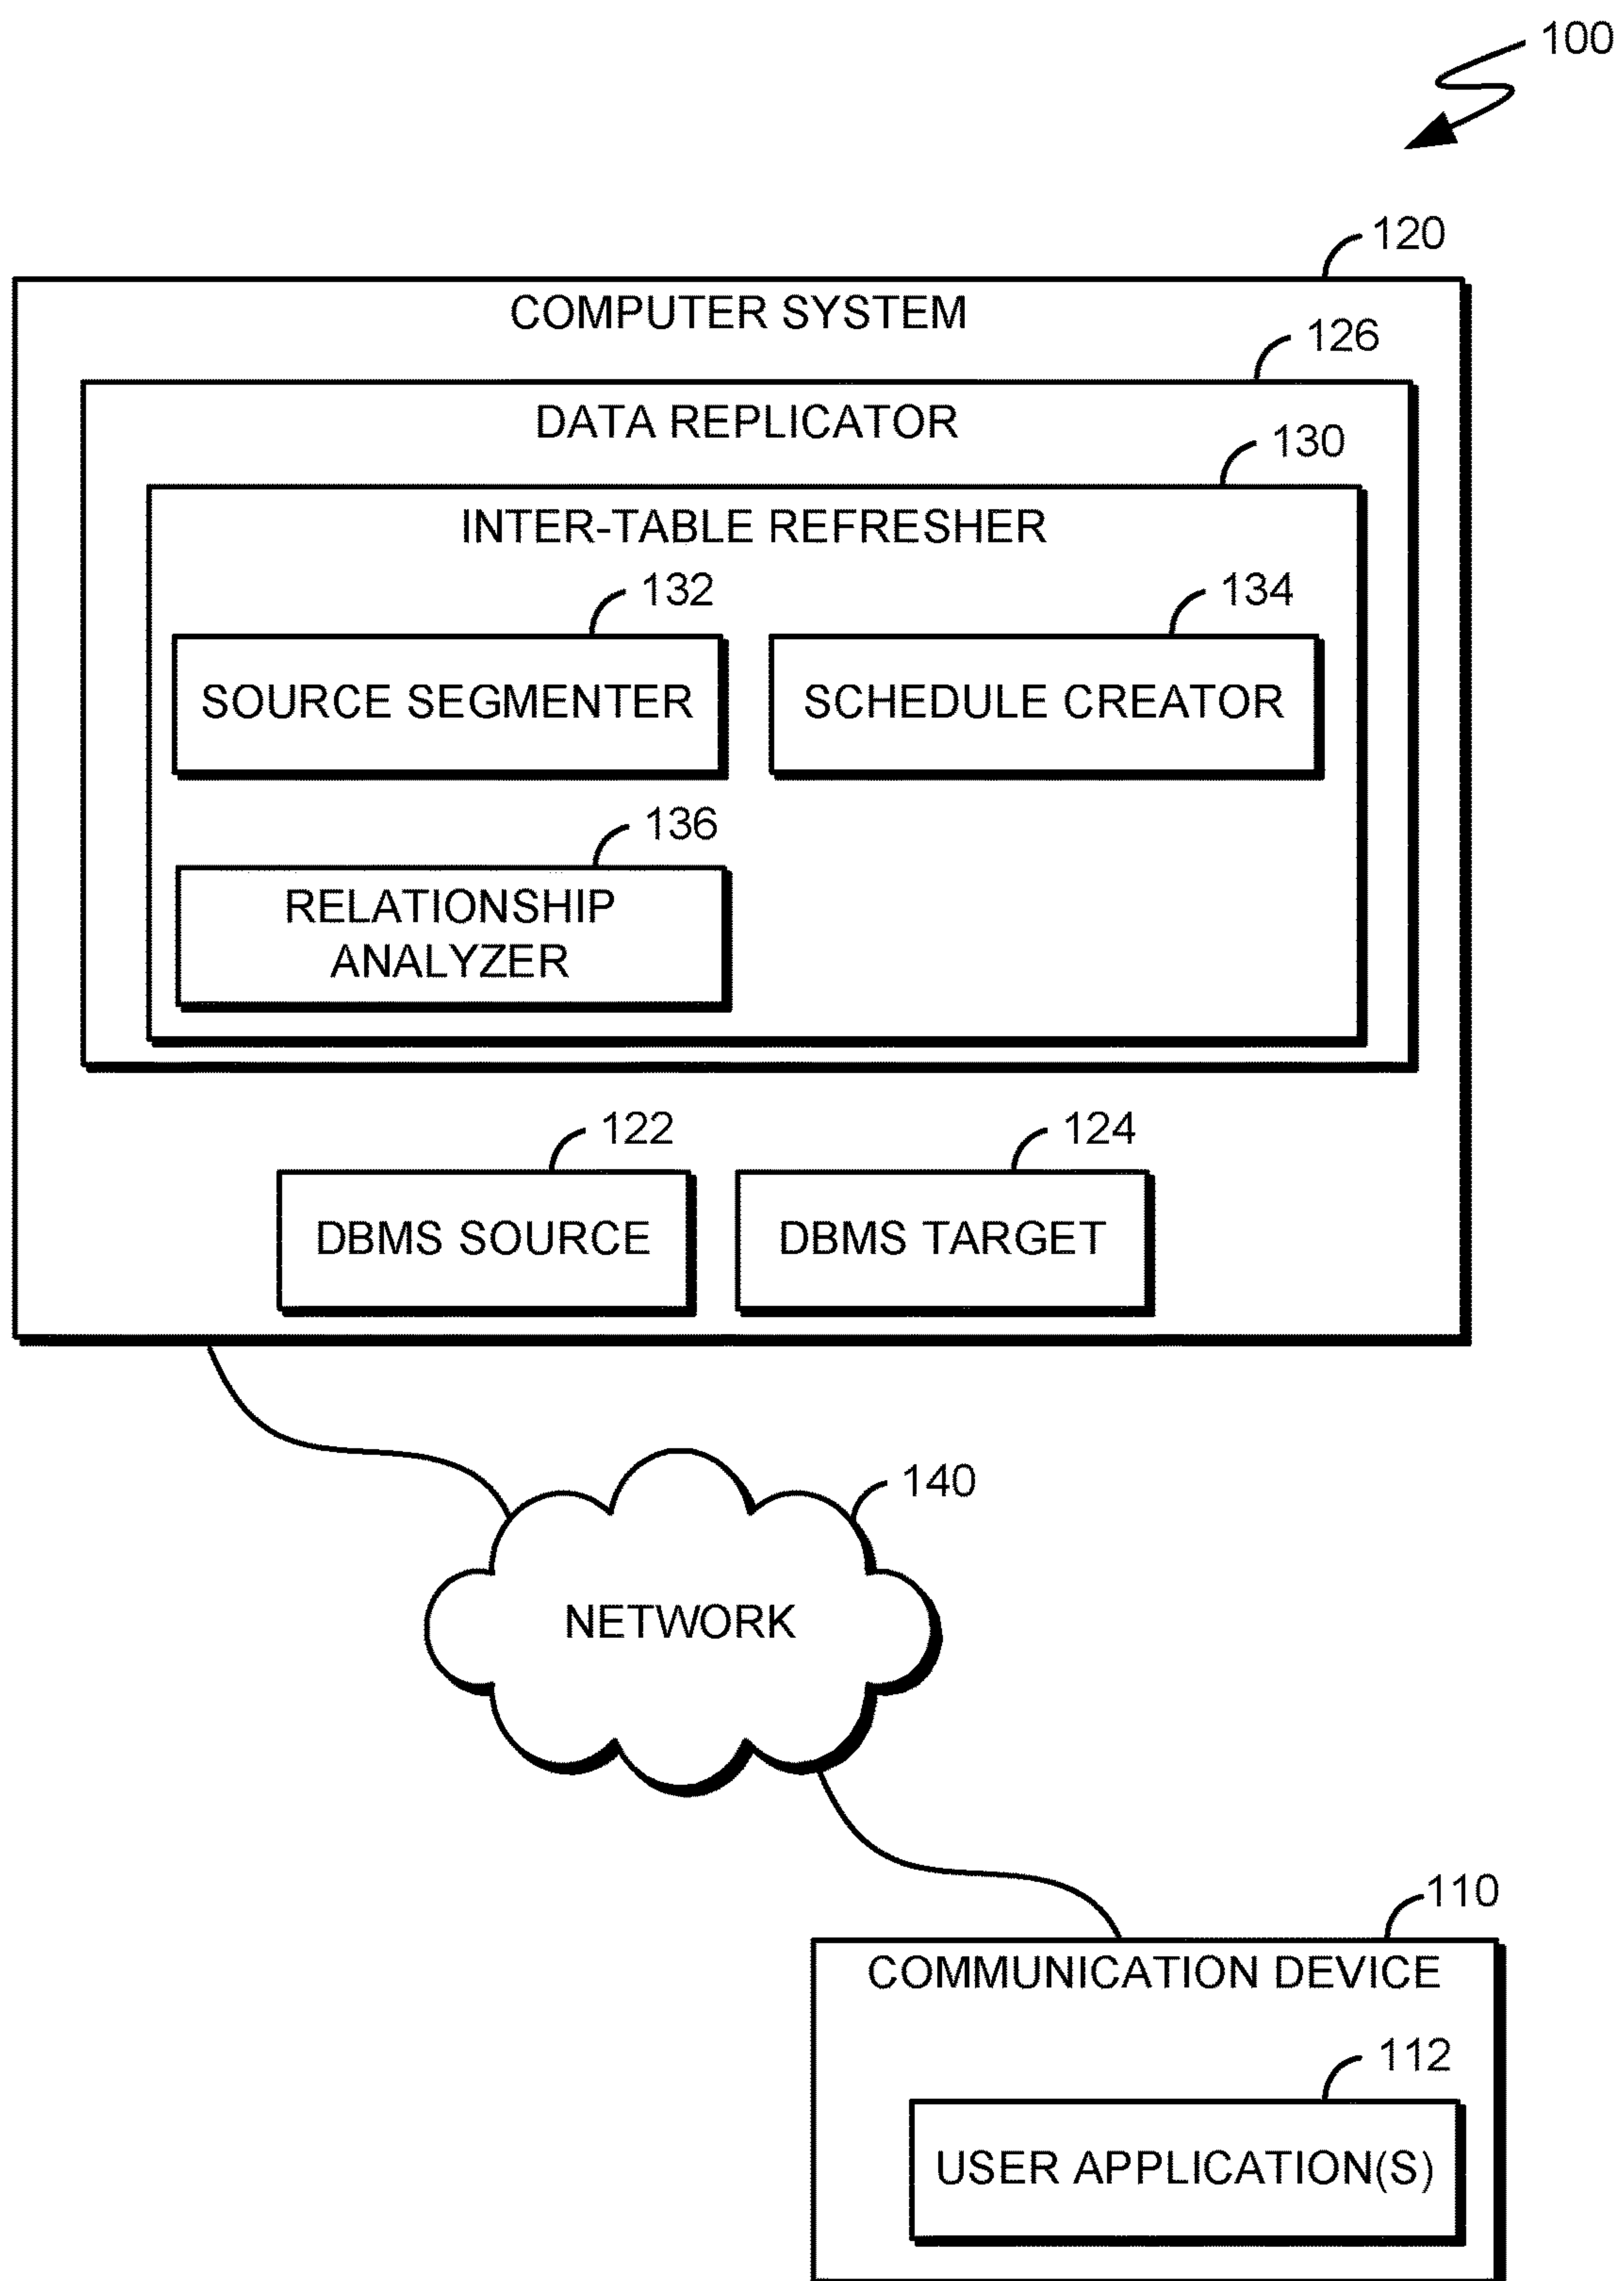 100
120
COMPUTER SYSTEM
126
DATA REPLICATOR
130
INTER-TABLE REFRESHER
132
134
SOURCE SEGMENTER
SCHEDULE CREATOR
136
RELATIONSHIP
ANALYZER
122
124
DBMS SOURCE
DBMS TARGET
140
NETWORK
110
COMMUNICATION DEVICE
112
USER APPLICATION(S)